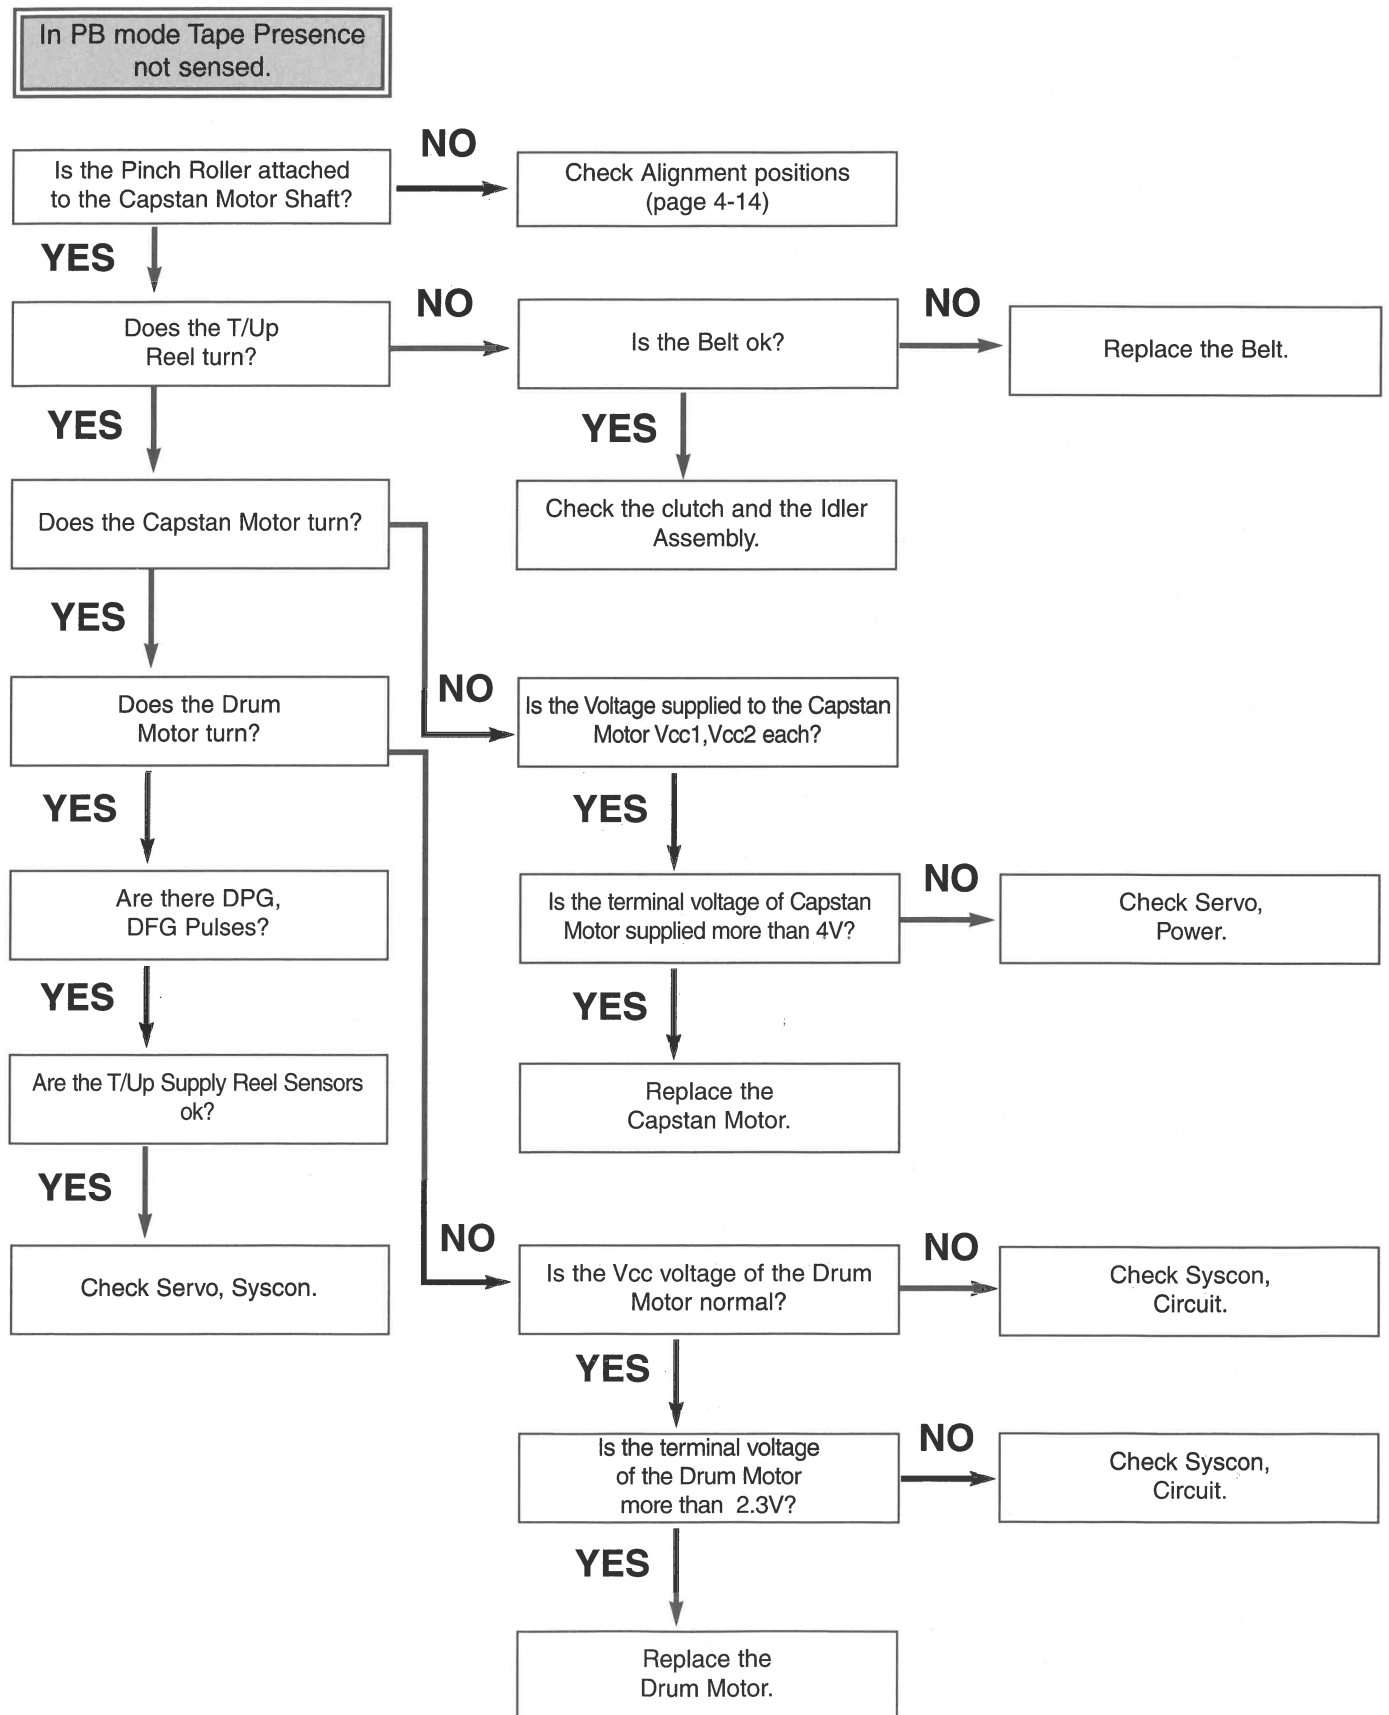 In PB mode Tape Presence
not sensed.
Is the Pinch Roller attached
to the Capstan Motor Shaft?
NO
Check Alignment positions
(page 4-14)
YES
Does the T/Up
Reel turn?
NO
Is the Belt ok?
NO
Replace the Belt.
YES
YES
Does the Capstan Motor turn?
Check the clutch and the Idler
Assembly.
YES
Does the Drum
Motor turn?
NO
Is the Voltage supplied to the Capstan
Motor Vcc1,Vcc2 each?
YES
YES
Are there DPG,
DFG Pulses?
Is the terminal voltage of Capstan
Motor supplied more than 4V?
NO
Check Servo,
Power.
YES
YES
Are the T/Up Supply Reel Sensors
ok?
Replace the
Capstan Motor.
YES
Check Servo, Syscon.
NO
Is the Vcc voltage of the Drum
Motor normal?
NO
Check Syscon,
Circuit.
YES
Is the terminal voltage
of the Drum Motor
more than 2.3V?
NO
Check Syscon,
Circuit.
YES
Replace the
Drum Motor.